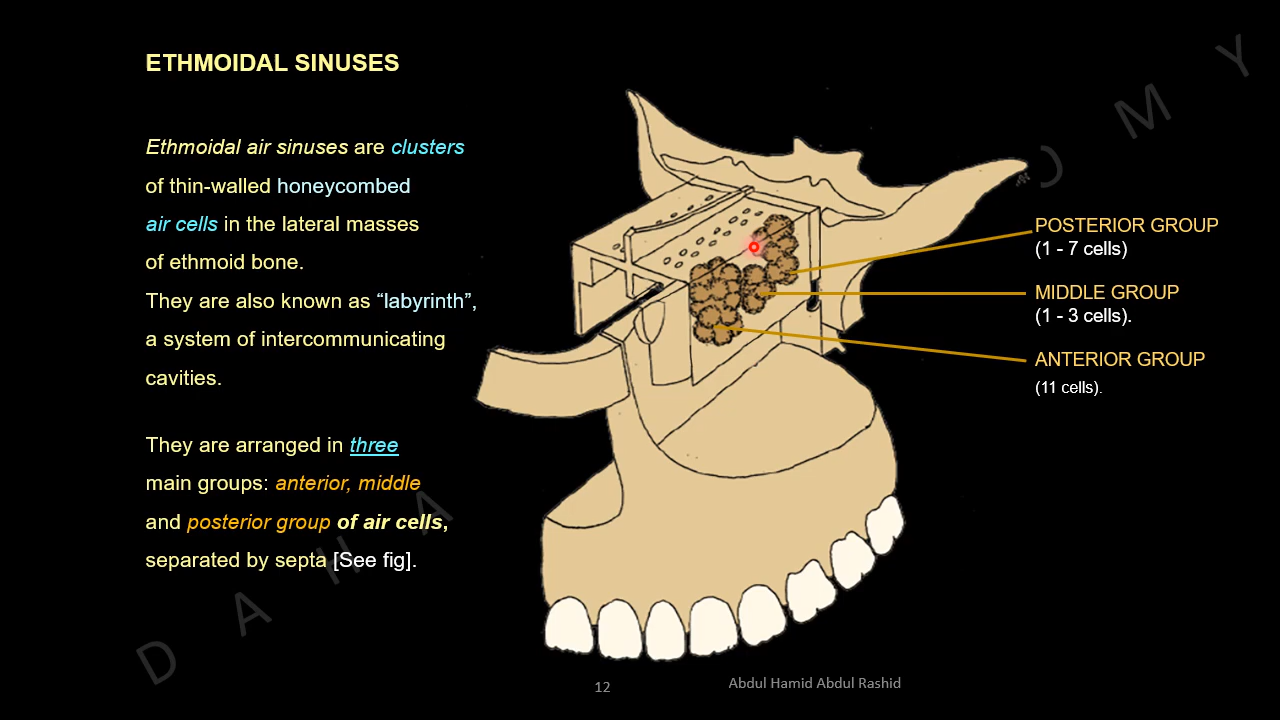 ETHMOIDAL SINUSES
Ethmoidal air sinuses are clusters
of thin-walled honeycombed
air cells in the lateral masses
of ethmoid bone.
They are also known as “labyrinth”,
a system of intercommunicating
cavities.
They are arranged in three
main groups: anterior, middle
and posterior group of air cells,
separated by septa [See fig].
POSTERIOR GROUP
(1 - 7 cells)
MIDDLE GROUP
(1 - 3 cells).
ANTERIOR GROUP
(11 cells).
12
Abdul Hamid Abdul Rashid